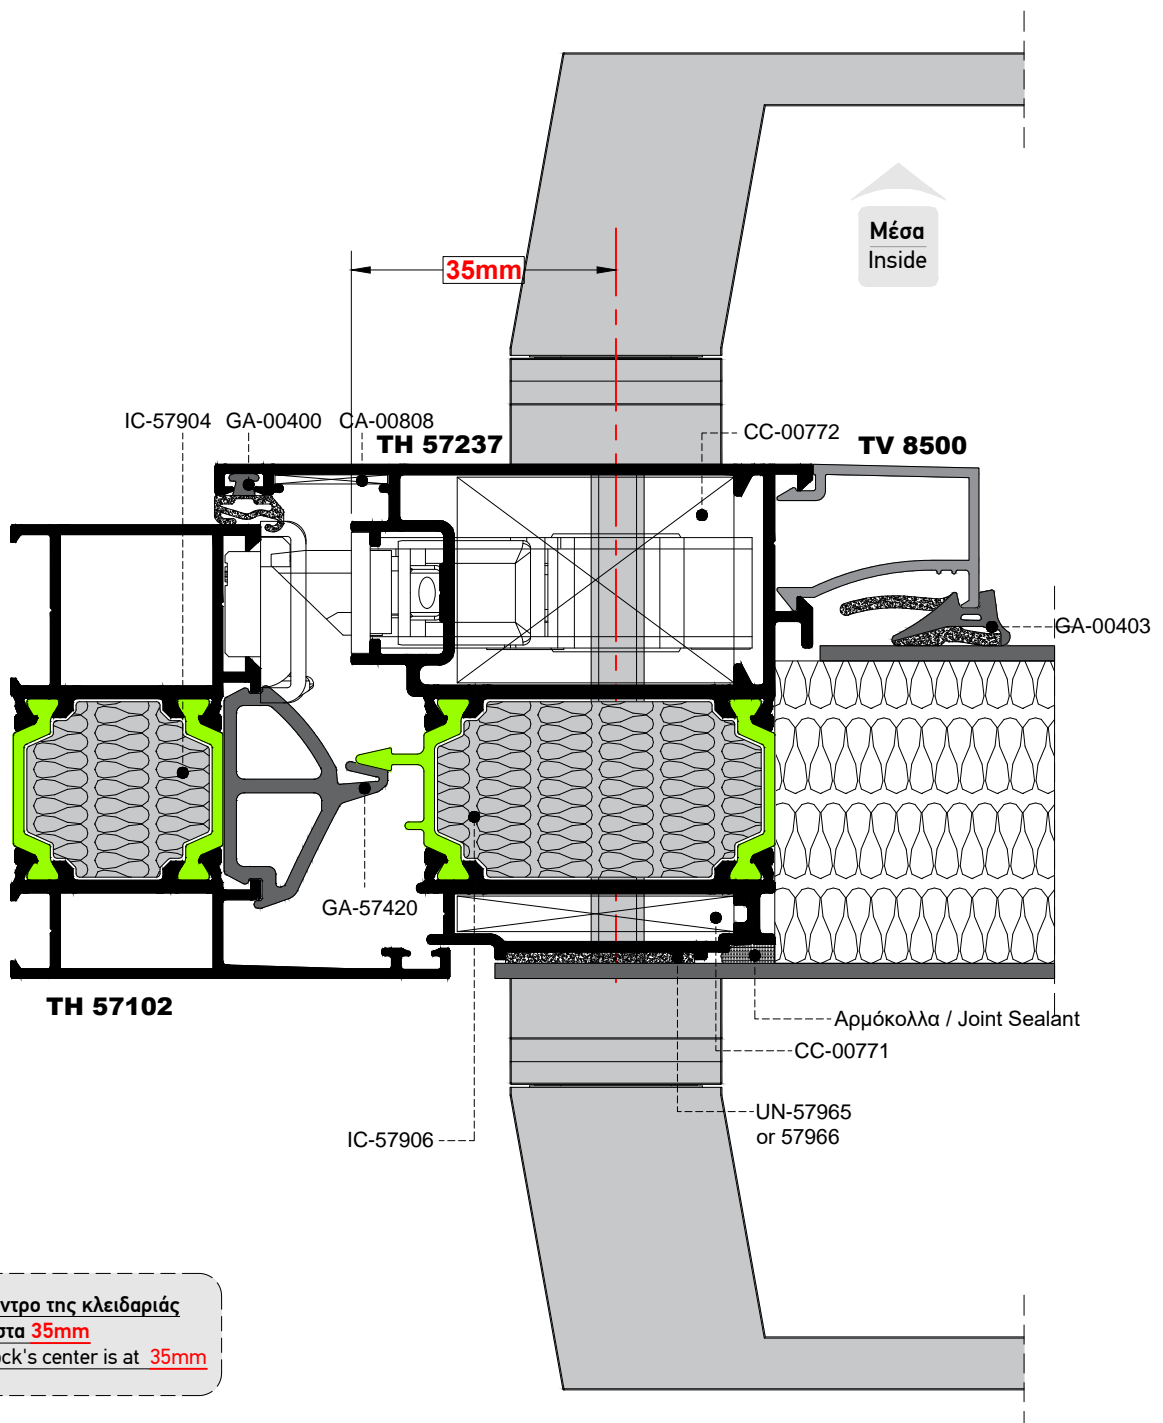 Μέσα
Inside
35mm
IC-57904 GA-00400 CA-00808
TH 57237
CC-00772
TV 8500
GA-00403
GA-57420
TH 57102
Αρμόκολλα / Joint Sealant
CC-00771
UN-57965
or 57966
IC-57906
ντρο της κλειδαριάς
στα 35mm
ock's center is at 35mm